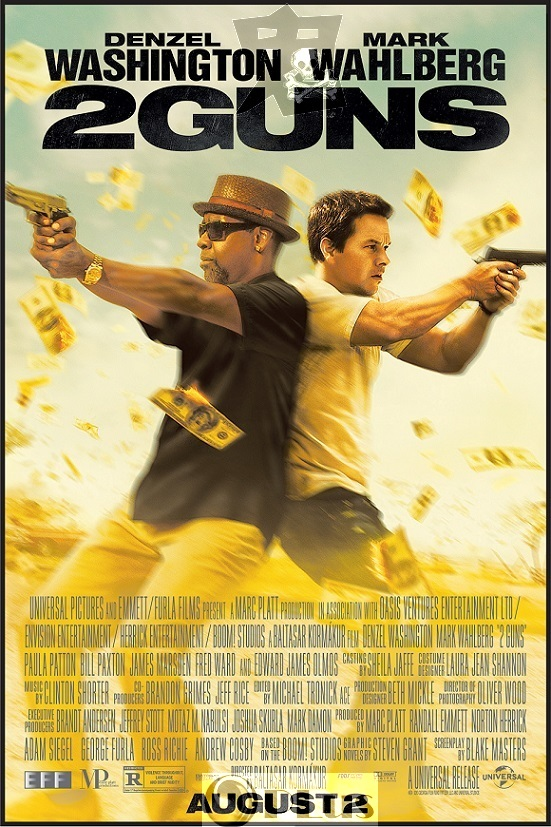 DENZEL MARK
WASHINGTON WAHLBERG
2GUNS
UNIVERSAL PICTURES AND EMMETT/FURLA FILMS PRESENT A MARC PLATT PRODUCTION IN ASSOCIATION WITH OASIS VENTURES ENTERTAINMENT LTD/
ENVISION ENTERTAINMENT / HERRICK ENTERTAINMENT / BOOM! STUDIOS A BALTASAR KORMÁKUR FILM DENZEL WASHINGTON MARK WAHLBERG "2 GUNS"
PAULA PATTON BILL PAXTON JAMES MARSDEN FRED WARD AND EDWARD JAMES OLMOS CASTING BY SHEILA JAFFE COSTUME DESIGNER LAURA JEAN SHANNON
MUSIC BY CLINTON SHORTER CO-PRODUCERS BRANDON GRIMES JEFF RICE EDITED BY MICHAEL TRONICK ACE PRODUCTION DESIGNER BETH MICKLE DIRECTOR OF PHOTOGRAPHY OLIVER WOOD
EXECUTIVE PRODUCERS BRANDT ANDERSEN JEFFREY STOTT MOTAZ M. NABULSI JOSHUA SKURLA MARK DAMON PRODUCED BY MARC PLATT RANDALL EMMETT NORTON HERRICK
ADAM SIEGEL GEORGE FURLA ROSS RICHIE ANDREW COSBY BASED ON THE BOOM! STUDIOS GRAPHIC NOVELS BY STEVEN GRANT SCREENPLAY BY BLAKE MASTERS
DIRECTED BY BALTASAR KORMÁKUR
EFF MP R A UNIVERSAL RELEASE UNIVERSAL
AUGUST 2